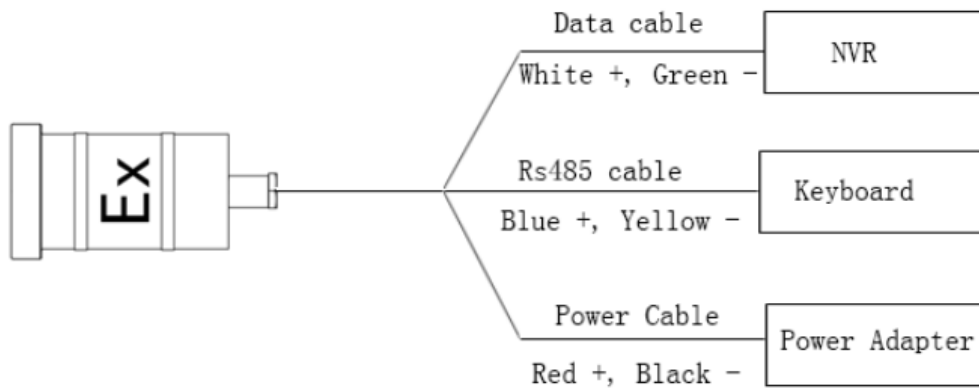 Data cable
NVR
White +, Green -
Ex
Rs485 cable
Keyboard
Blue +, Yellow -
Power Cable
Power Adapter
Red +, Black -